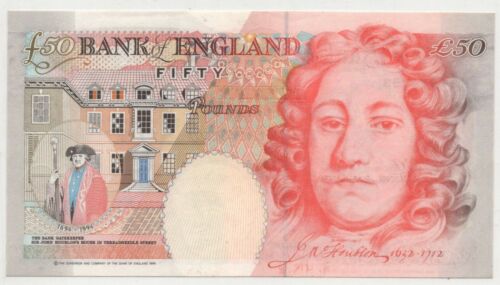 £50 BANK of ENGLAND £50
FIFTY
POUNDS
1694 - 1994
THE BANK GATEKEEPER
SIR JOHN HOUBLON'S HOUSE IN THREADNEEDLE STREET
© THE GOVERNOR AND COMPANY OF THE BANK OF ENGLAND 1994
Jn Houblon 1632-1712